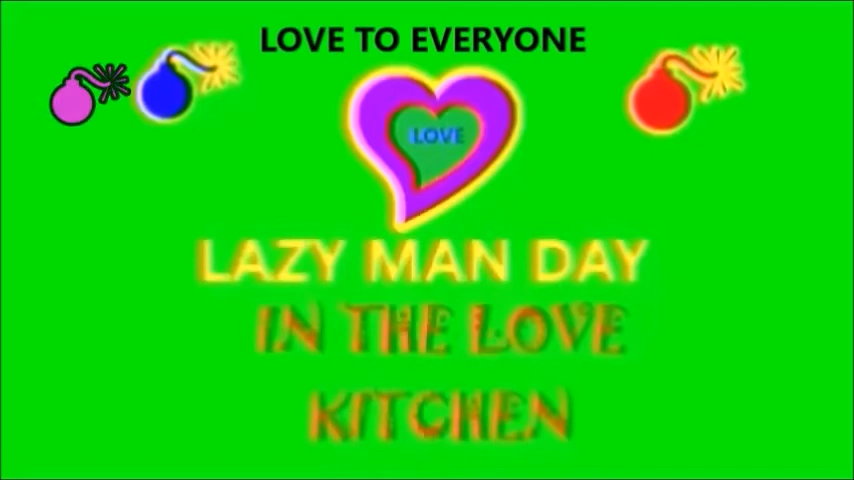 LOVE TO EVERYONE
LOVE
LAZY MAN DAY
IN THE LOVE
KITCHEN